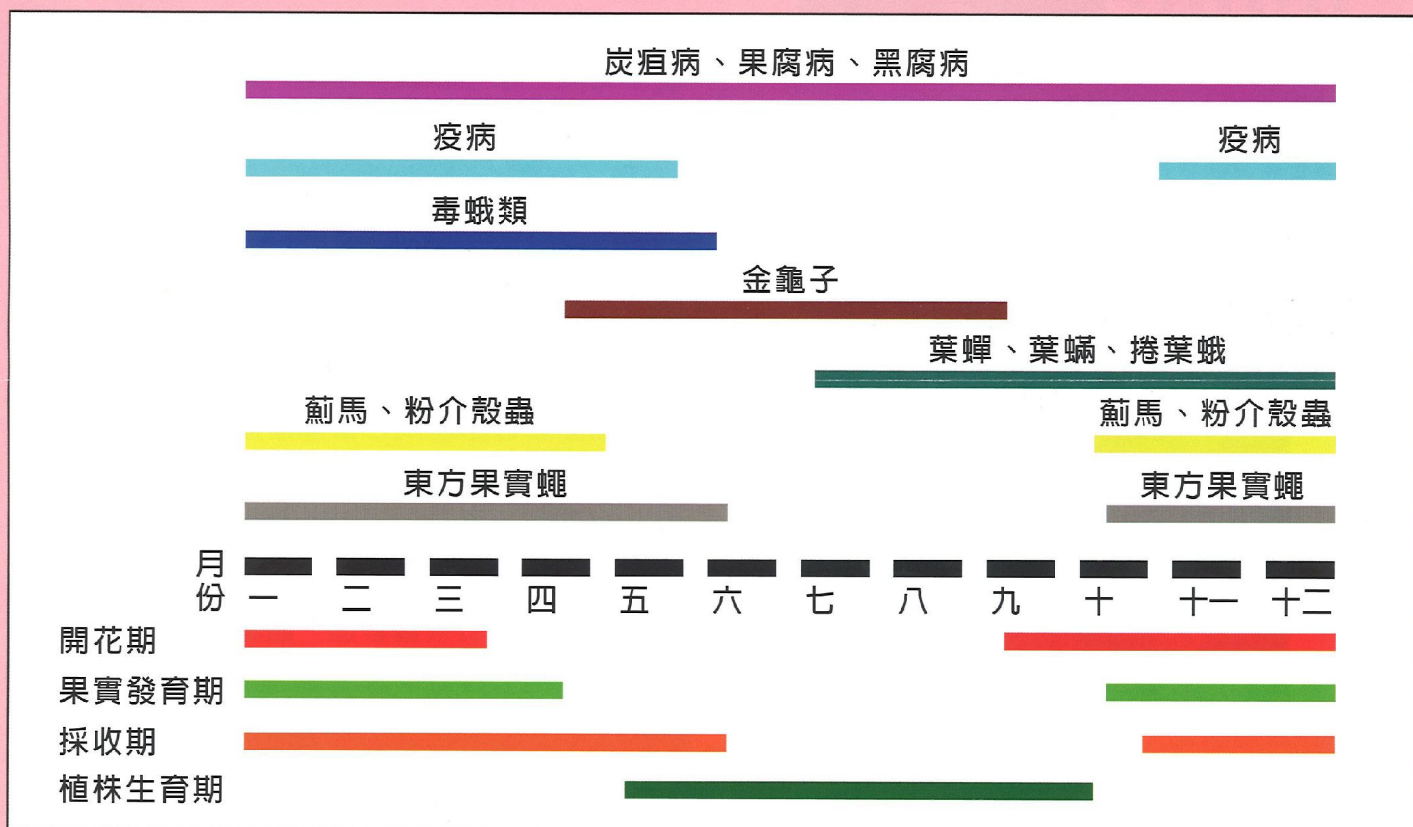 炭疽病、果腐病、黑腐病
疫病 疫病
毒蛾類
金龜子
葉蟬、葉蟎、捲葉蛾
薊馬、粉介殼蟲 薊馬、粉介殼蟲
東方果實蠅 東方果實蠅
月份 一 二 三 四 五 六 七 八 九 十 十一 十二
開花期
果實發育期
採收期
植株生育期